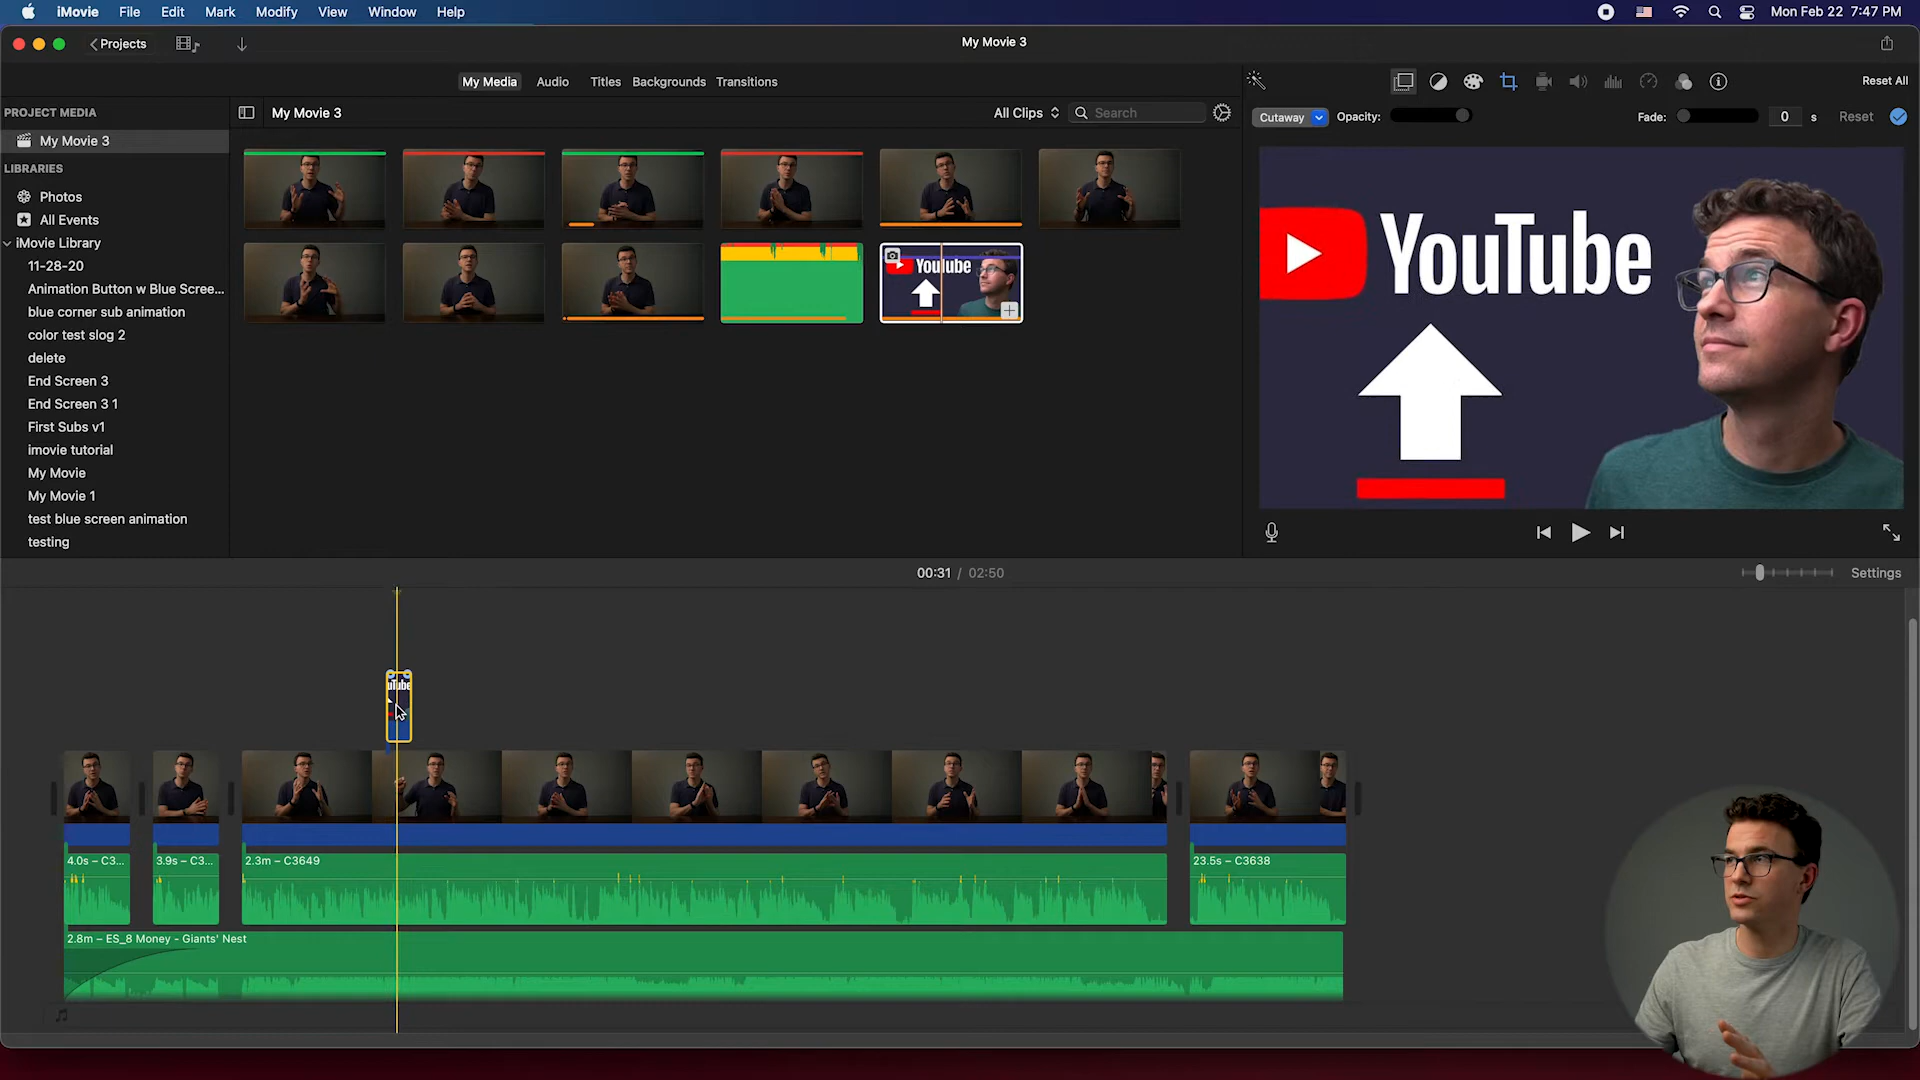 iMovie File Edit Mark Modify View Window Help
Mon Feb 22 7:47 PM
Projects
My Movie 3
My Media Audio Titles Backgrounds Transitions
Reset All
PROJECT MEDIA
My Movie 3
All Clips
Search
Cutaway
Opacity:
Fade:
0 s
Reset
My Movie 3
LIBRARIES
Photos
All Events
iMovie Library
11-28-20
Animation Button w Blue Scree...
blue corner sub animation
color test slog 2
delete
End Screen 3
End Screen 3 1
First Subs v1
imovie tutorial
My Movie
My Movie 1
test blue screen animation
testing
YouTube
YouTube
00:31 / 02:50
Settings
uTube
4.0s – C3...
3.9s – C3...
2.3m – C3649
23.5s – C3638
2.8m – ES_8 Money - Giants' Nest